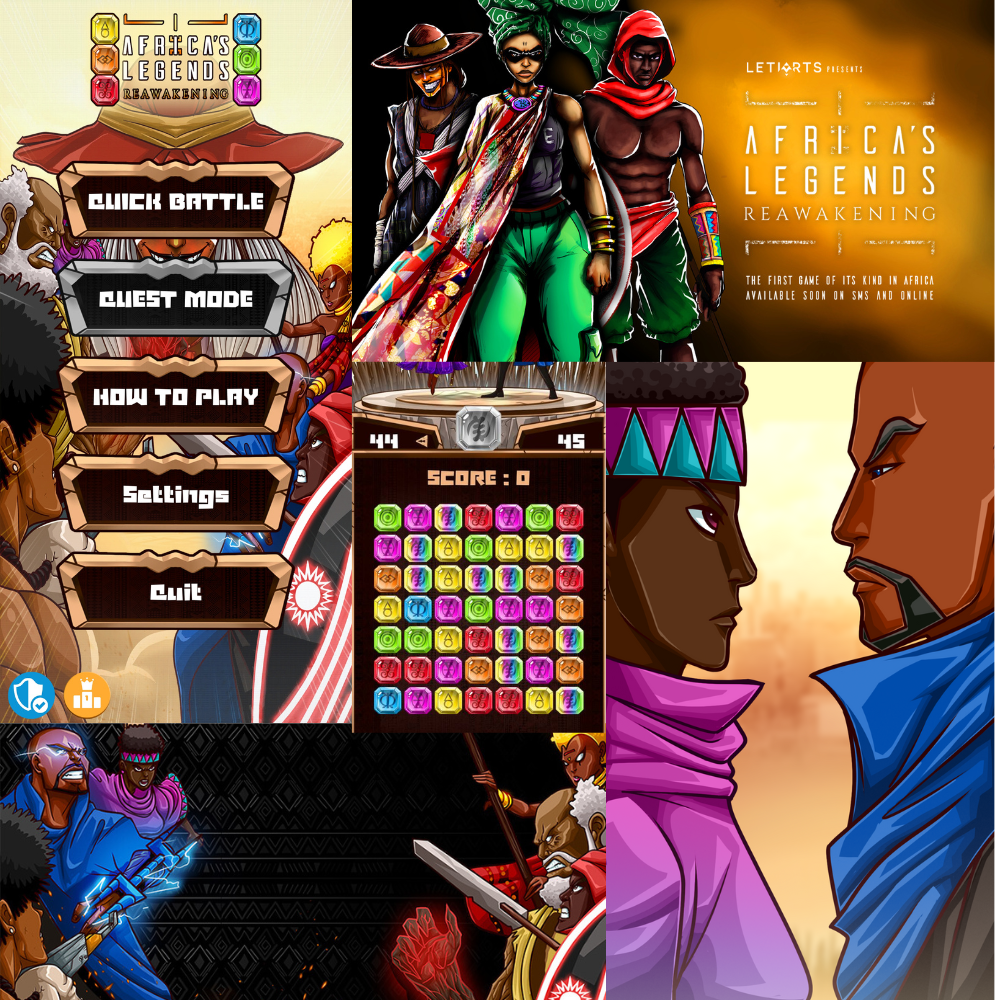 AFRICA'S
LEGENDS
REAWAKENING
QUICK BATTLE
QUEST MODE
HOW TO PLAY
Settings
Quit
LETIARTS PRESENTS
AFRICA'S
LEGENDS
REAWAKENING
THE FIRST GAME OF ITS KIND IN AFRICA
AVAILABLE SOON ON SMS AND ONLINE
44 45
SCORE : 0